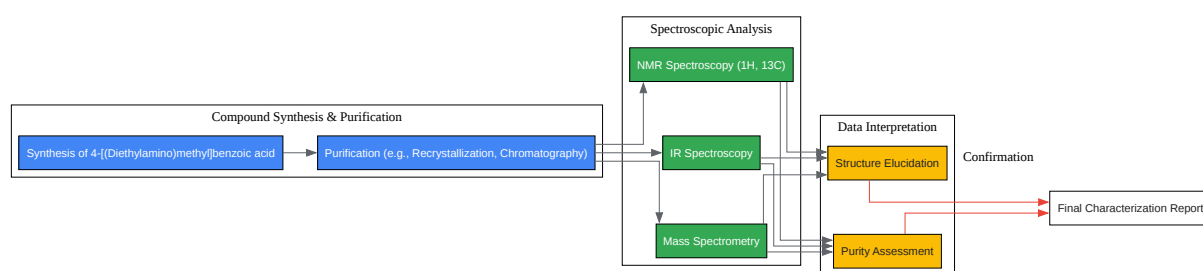 Compound Synthesis & Purification
Synthesis of 4-[(Diethylamino)methyl]benzoic acid
Purification (e.g., Recrystallization, Chromatography)
Spectroscopic Analysis
NMR Spectroscopy (1H, 13C)
IR Spectroscopy
Mass Spectrometry
Data Interpretation
Structure Elucidation
Purity Assessment
Confirmation
Final Characterization Report